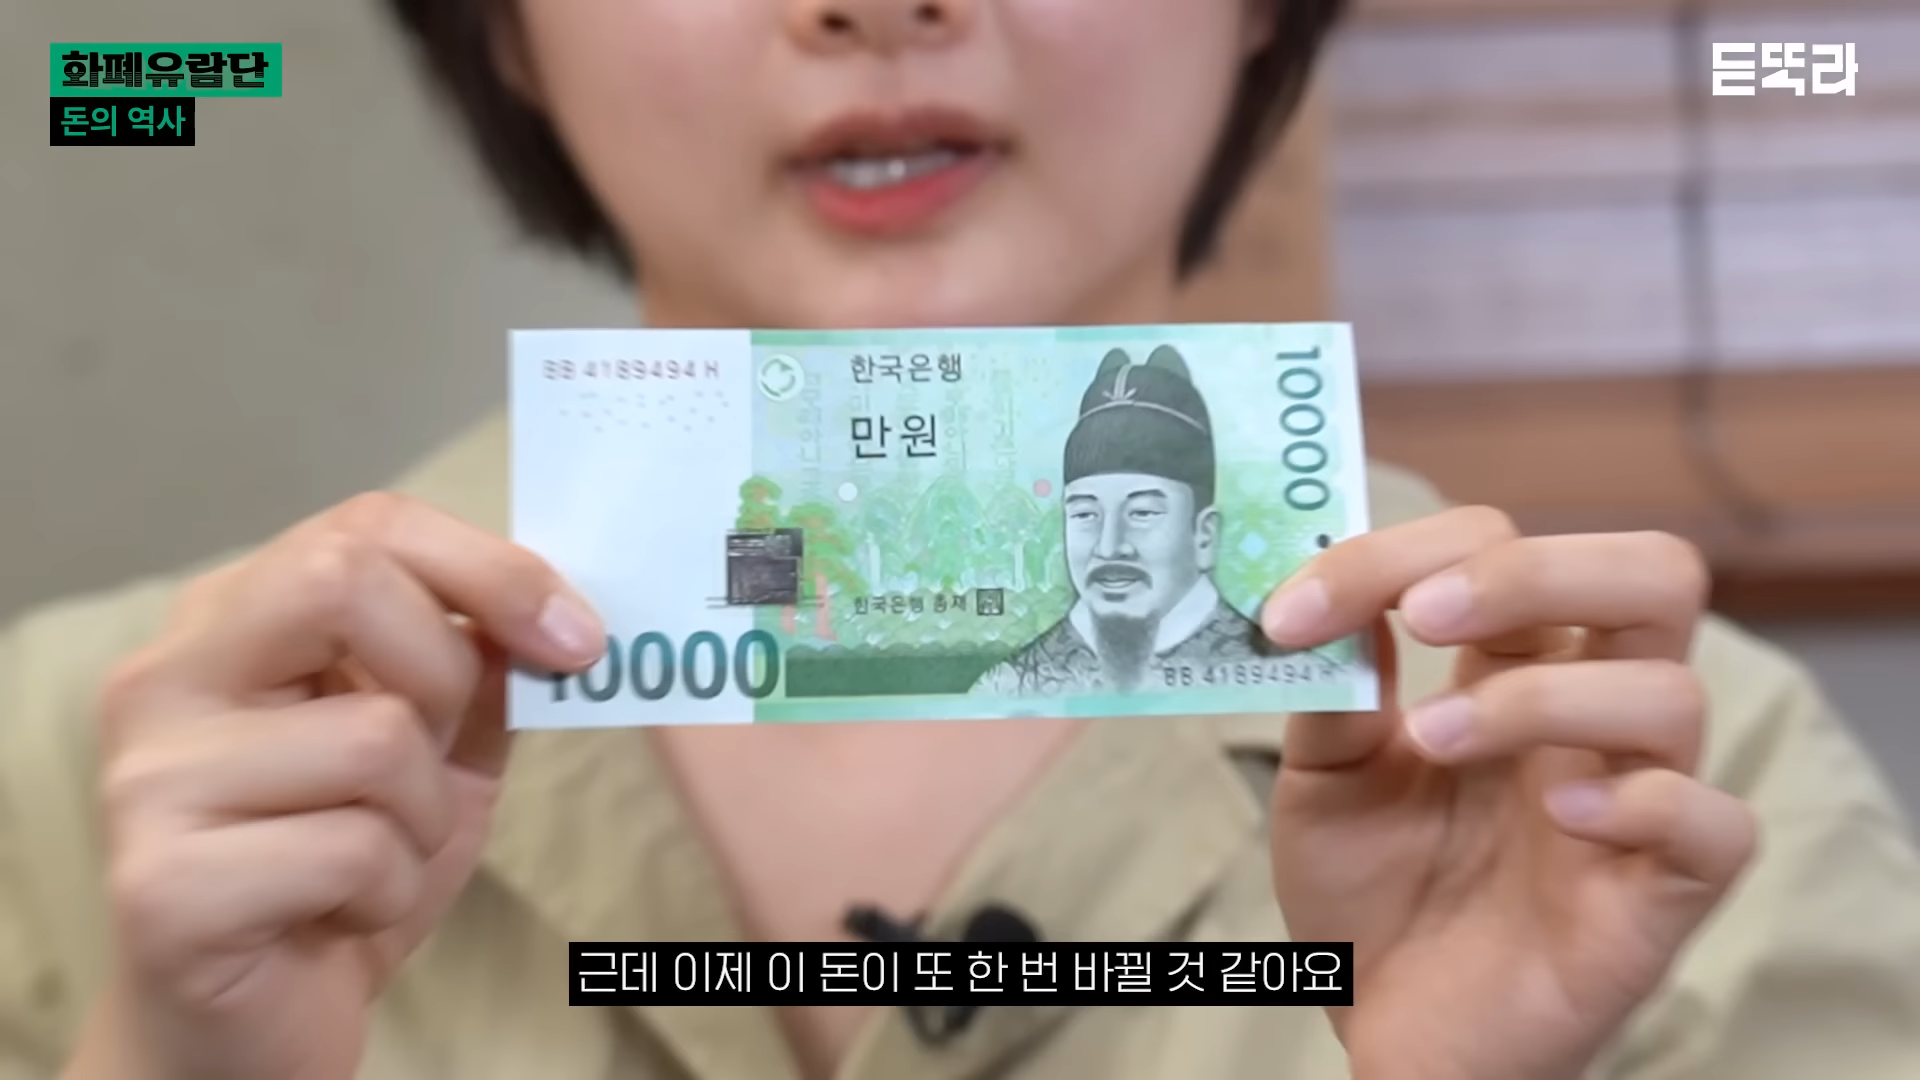 화폐유람단
돈의 역사
듣똑라
BB 4189494 H
한국은행
만원
10000
한국은행 총재
10000
BB 4189494 H
근데 이제 이 돈이 또 한 번 바뀔 것 같아요